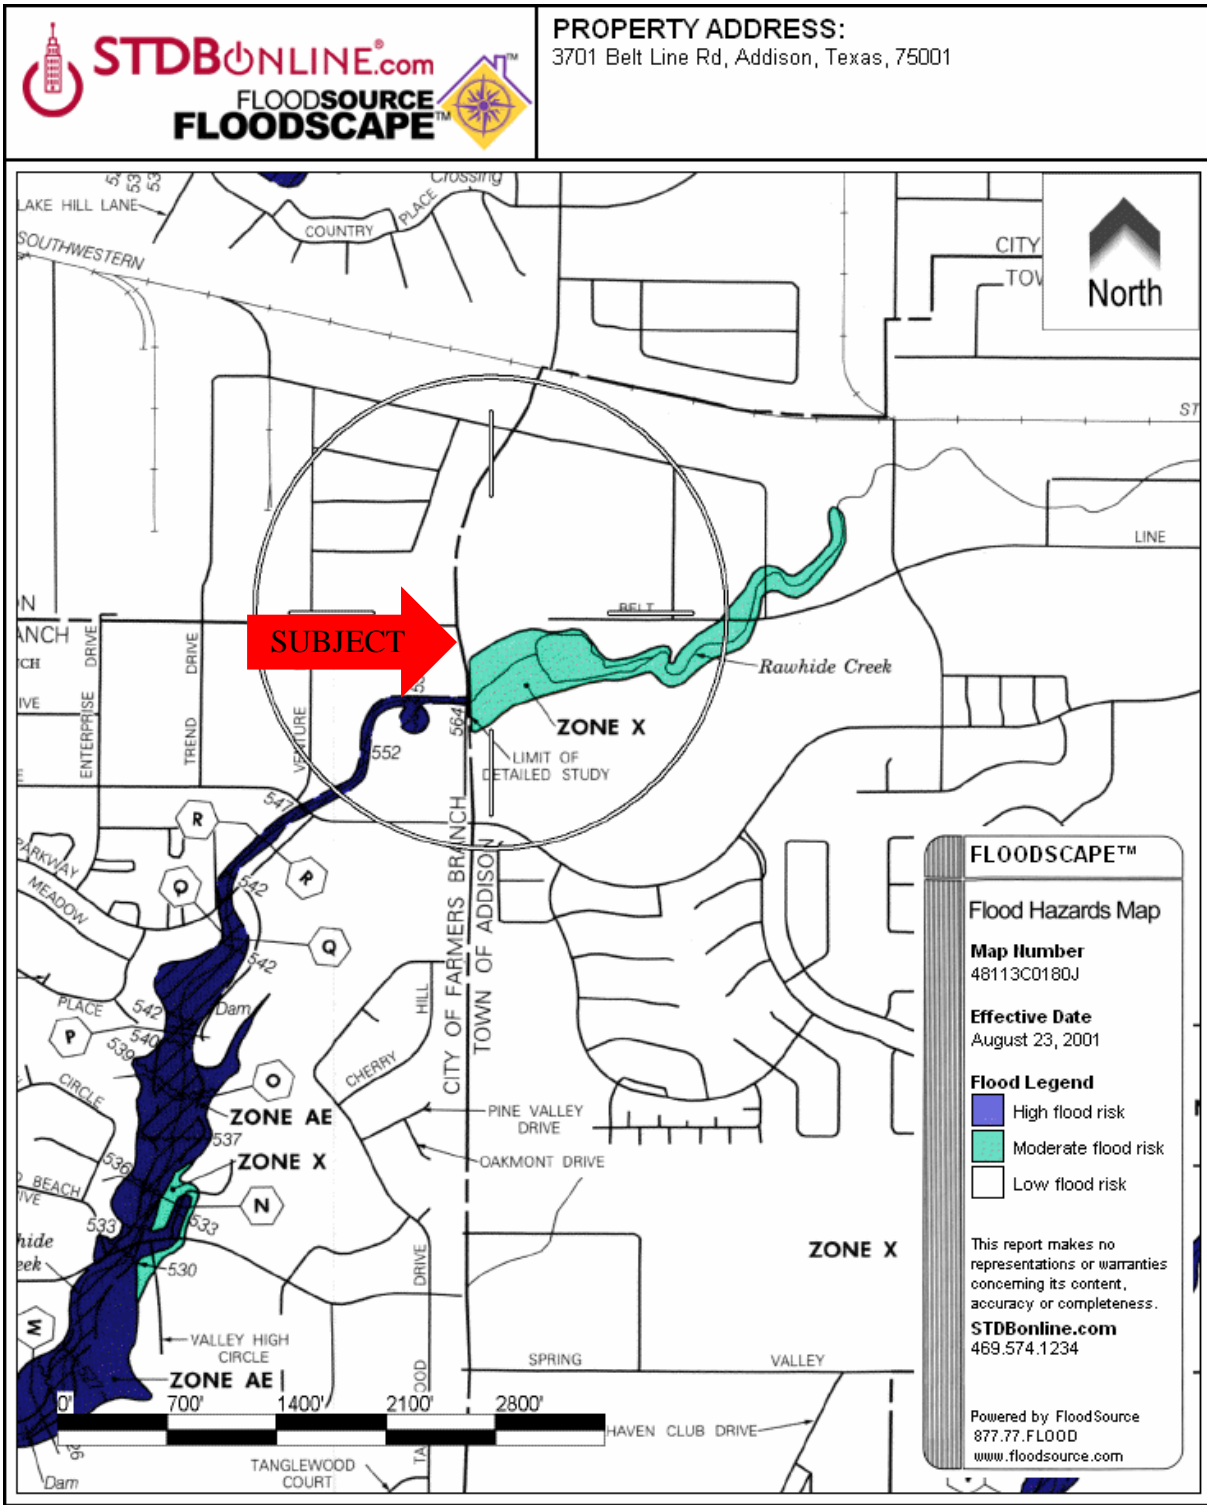 STDBONLINE®.com
FLOODSOURCE
FLOODSCAPE™
™
PROPERTY ADDRESS:
3701 Belt Line Rd, Addison, Texas, 75001
Crossing
LAKE HILL LANE
COUNTRY
PLACE
SOUTHWESTERN
CITY
North
ST
LINE
BELT
SUBJECT
Rawhide Creek
ZONE X
564
LIMIT OF
DETAILED STUDY
552
547
ANCH
DRIVE
ENTERPRISE
DRIVE
TREND
VENTURE
R
R
Q
Q
542
542
542
PARKWAY
MEADOW
PLACE
Dam
P
540
539
O
CIRCLE
ZONE AE
537
ZONE X
536
N
BEACH
533
533
530
CITY OF FARMERS BRANCH
TOWN OF ADDISON
HILL
CHERRY
PINE VALLEY
DRIVE
OAKMONT DRIVE
DRIVE
ZONE X
M
VALLEY HIGH
CIRCLE
ZONE AE
SPRING
VALLEY
0'
700'
1400'
2100'
2800'
HAVEN CLUB DRIVE
TANGLEWOOD
COURT
Dam
FLOODSCAPE™
Flood Hazards Map
Map Number
48113C0180J
Effective Date
August 23, 2001
Flood Legend
High flood risk
Moderate flood risk
Low flood risk
This report makes no
representations or warranties
concerning its content,
accuracy or completeness.
STDBonline.com
469.574.1234
Powered by FloodSource
877.77.FLOOD
www.floodsource.com